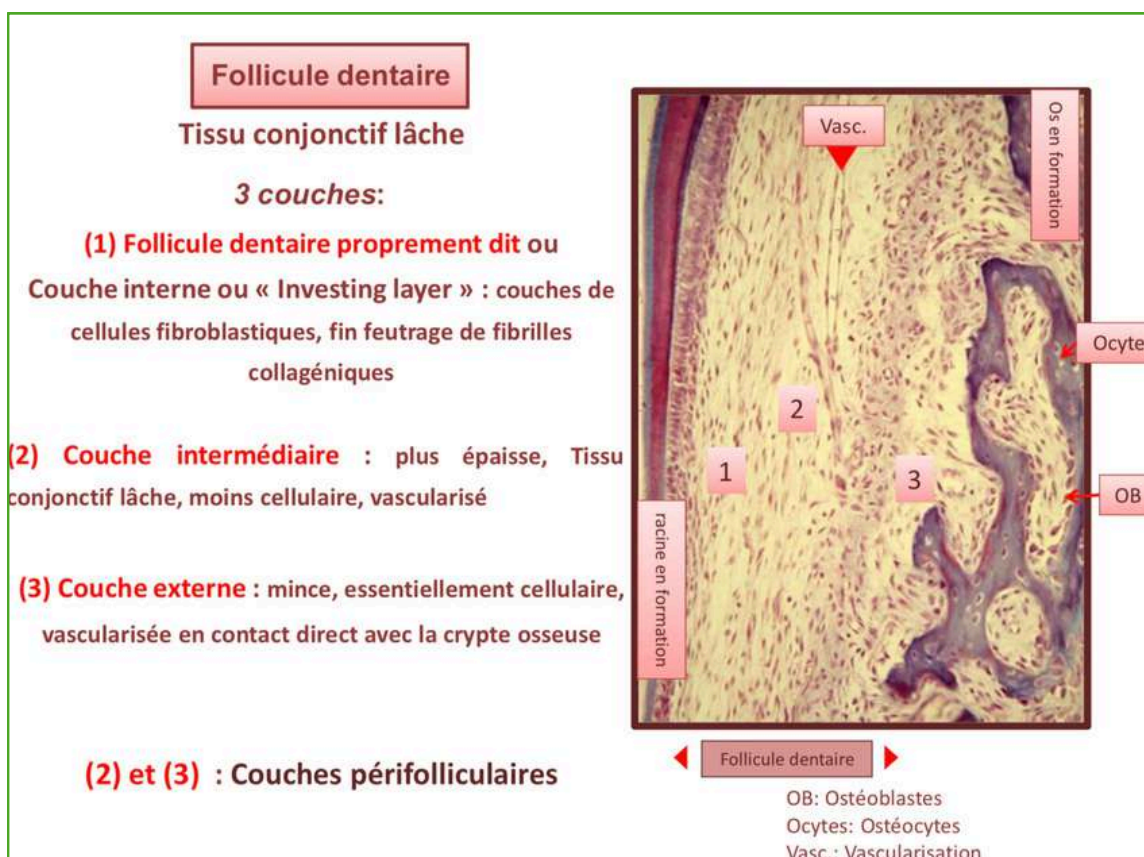 Follicule dentaire
Tissu conjonctif lâche
3 couches:
(1) Follicule dentaire proprement dit ou
Couche interne ou « Investing layer » : couches de
cellules fibroblastiques, fin feutrage de fibrilles
collagéniques
(2) Couche intermédiaire : plus épaisse, Tissu
conjonctif lâche, moins cellulaire, vascularisé
(3) Couche externe : mince, essentiellement cellulaire,
vascularisée en contact direct avec la crypte osseuse
(2) et (3) : Couches périfolliculaires
Vasc.
Os en formation
Ocyte
2
1
3
OB
racine en formation
Follicule dentaire
OB: Ostéoblastes
Ocytes: Ostéocytes
Vasc.: Vascularisation